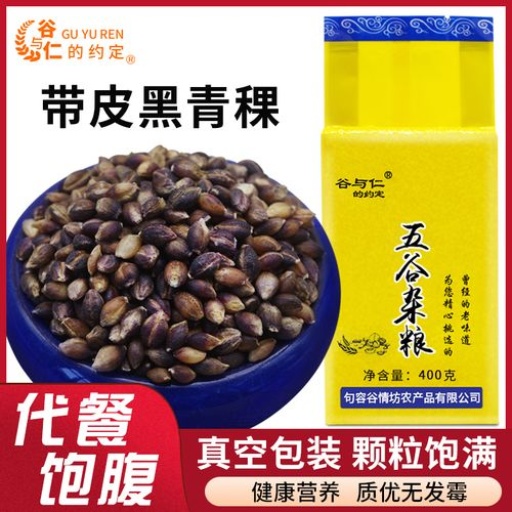 谷与仁的约定®
GU YU REN
带皮黑青稞
谷与仁®
的约定
五谷杂粮
曾经的老味道
为您精心挑选的
净含量：400克
句容谷情坊农产品有限公司
代餐
饱腹
真空包装 颗粒饱满
健康营养 质优无发霉